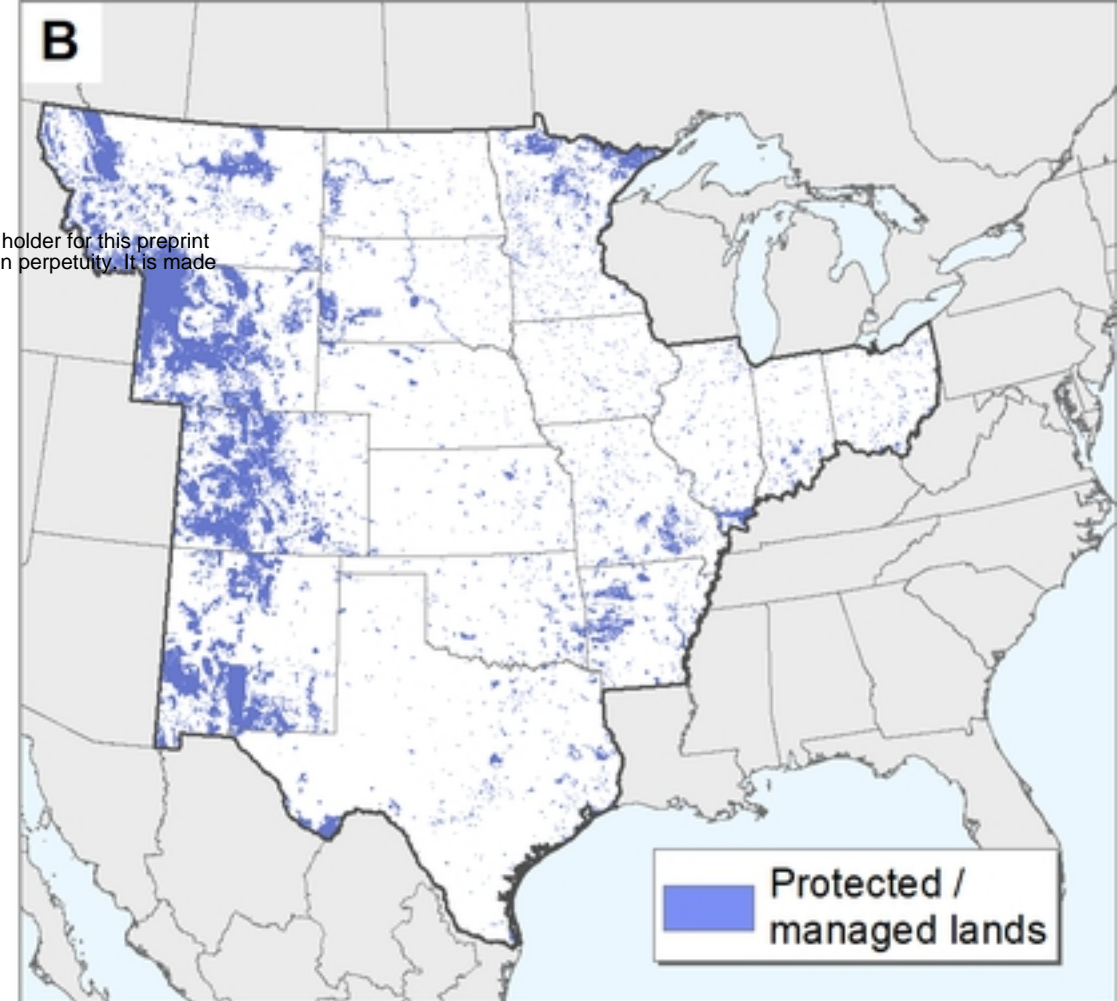 B
holder for this preprint
n perpetuity. It is made
Protected /
managed lands